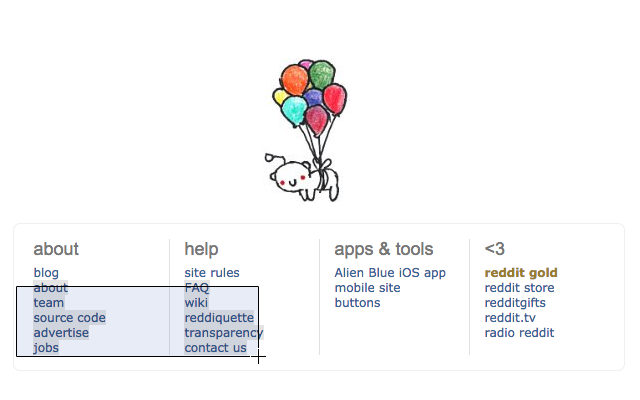 about
blog
about
team
source code
advertise
jobs
help
site rules
FAQ
wiki
reddiquette
transparency
contact us
apps & tools
Alien Blue iOS app
mobile site
buttons
<3
reddit gold
reddit store
redditgifts
reddit.tv
radio reddit